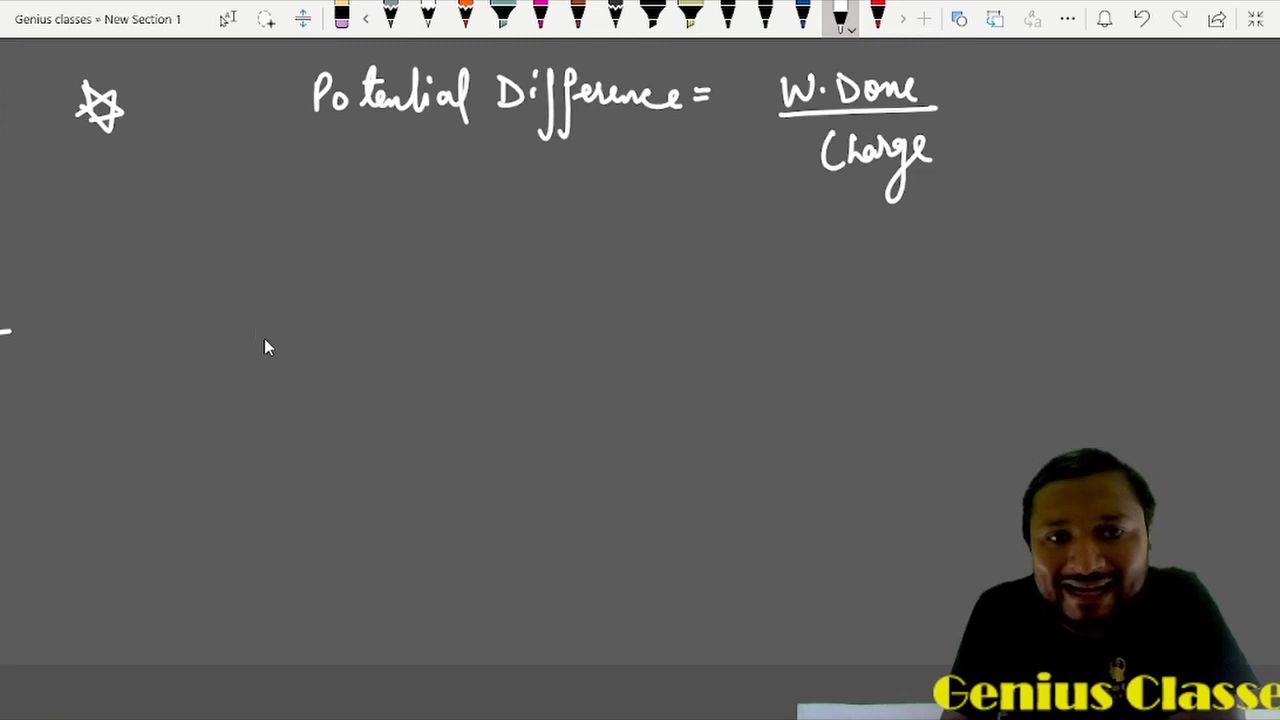 Genius classes » New Section 1
Potential Difference = W. Done
Charge
Genius Classe